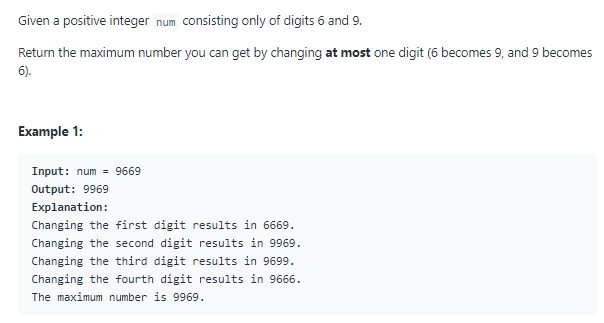 Given a positive integer num consisting only of digits 6 and 9.
Return the maximum number you can get by changing at most one digit (6 becomes 9, and 9 becomes
6).
Example 1:
Input: num = 9669
Output: 9969
Explanation:
Changing the first digit results in 6669.
Changing the second digit results in 9969.
Changing the third digit results in 9699.
Changing the fourth digit results in 9666.
The maximum number is 9969.